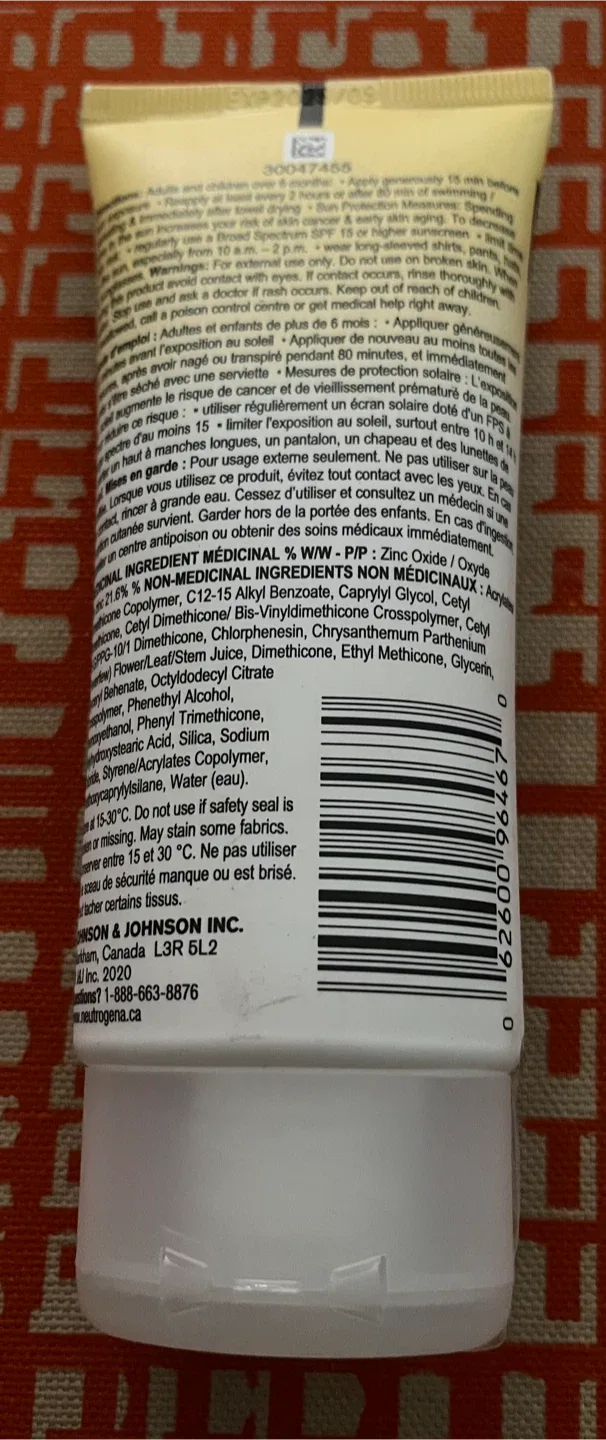 EXP2025/05
30047455
Adults and children over 6 months: • Apply generously 15 min before
• Reapply at least every 2 hours or after 80 min of swimming /
& immediately after towel drying • Sun Protection Measures: Spending
in the sun increases your risk of skin cancer & early skin aging. To decrease
• regularly use a Broad Spectrum SPF 15 or higher sunscreen • limit time
sun, especially from 10 a.m. – 2 p.m. • wear long-sleeved shirts, pants,
Warnings: For external use only. Do not use on broken skin. When
product avoid contact with eyes. If contact occurs, rinse thoroughly with
Stop use and ask a doctor if rash occurs. Keep out of reach of children.
call a poison control centre or get medical help right away.
d'emploi : Adultes et enfants de plus de 6 mois : • Appliquer généreusement
avant l'exposition au soleil • Appliquer de nouveau au moins toutes les
après avoir nagé ou transpiré pendant 80 minutes, et immédiatement
séché avec une serviette • Mesures de protection solaire : L'exposition
augmente le risque de cancer et de vieillissement prématuré de la peau
ce risque : • utiliser régulièrement un écran solaire doté d'un FPS à
spectre d'au moins 15 • limiter l'exposition au soleil, surtout entre 10 h et 14 h
un haut à manches longues, un pantalon, un chapeau et des lunettes de
Mises en garde : Pour usage externe seulement. Ne pas utiliser sur la peau
Lorsque vous utilisez ce produit, évitez tout contact avec les yeux. En cas
rincer à grande eau. Cessez d'utiliser et consultez un médecin si une
cutanée survient. Garder hors de la portée des enfants. En cas d'ingestion
un centre antipoison ou obtenir des soins médicaux immédiatement.
INGREDIENT MÉDICINAL % W/W - P/P : Zinc Oxide / Oxyde
21.6% % NON-MEDICINAL INGREDIENTS NON MÉDICINAUX :
Copolymer, C12-15 Alkyl Benzoate, Caprylyl Glycol, Cetyl
Cetyl Dimethicone/ Bis-Vinyldimethicone Crosspolymer, Cetyl
Dimethicone, Chlorphenesin, Chrysanthemum Parthenium
Flower/Leaf/Stem Juice, Dimethicone, Ethyl Methicone, Glycerin,
Behenate, Octyldodecyl Citrate
Phenethyl Alcohol,
Phenyl Trimethicone,
Acid, Silica, Sodium
Styrene/Acrylates Copolymer,
Water (eau).
at 15-30°C. Do not use if safety seal is
or missing. May stain some fabrics.
entre 15 et 30 °C. Ne pas utiliser
sceau de sécurité manque ou est brisé.
tacher certains tissus.
& JOHNSON INC.
Canada L3R 5L2
Inc. 2020
1-888-663-8876
neutrogena.ca
0 62600 96467 0